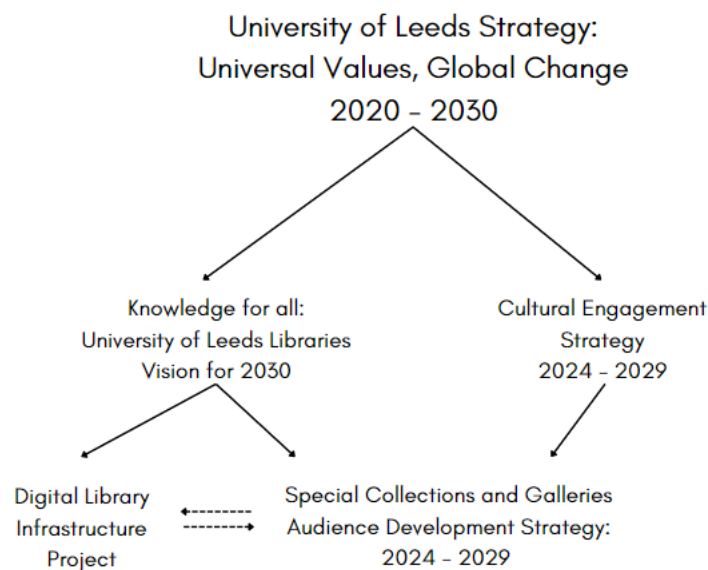 University of Leeds Strategy:
Universal Values, Global Change
2020 - 2030
Knowledge for all:
University of Leeds Libraries
Vision for 2030
Cultural Engagement
Strategy
2024 - 2029
Digital Library
Infrastructure
Project
Special Collections and Galleries
Audience Development Strategy:
2024 - 2029